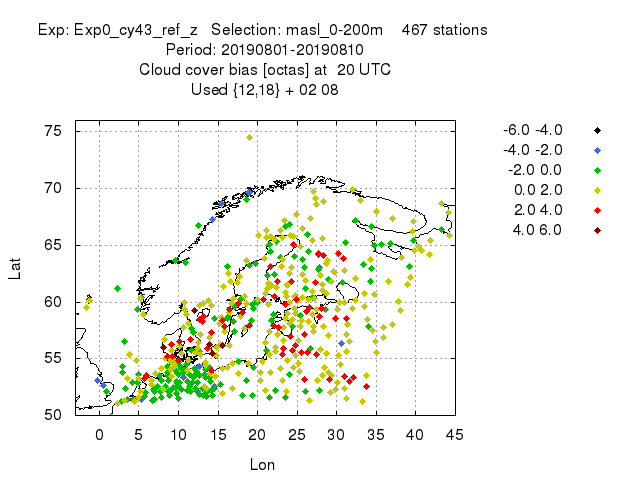 Exp: Exp0_cy43_ref_z   Selection: masl_0-200m    467 stations
Period: 20190801-20190810
Cloud cover bias [octas] at  20 UTC
Used {12,18} + 02 08
-6.0 -4.0
-4.0 -2.0
-2.0 0.0
0.0 2.0
2.0 4.0
4.0 6.0
75
70
65
60
55
50
Lat
0 5 10 15 20 25 30 35 40 45
Lon